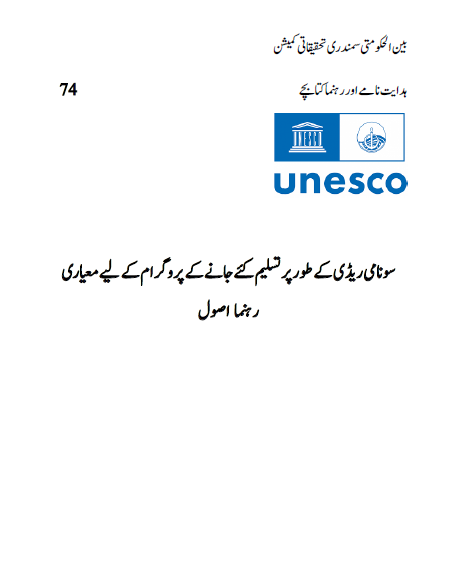 بین الحکومتی سمندری تحقیقاتی کمیشن
ہدایت نامے اور رہنما کتابچے 74
unesco
سونامی ریڈی کے طور پر تسلیم کئے جانے کے پروگرام کے لیے معیاری
رہنما اصول